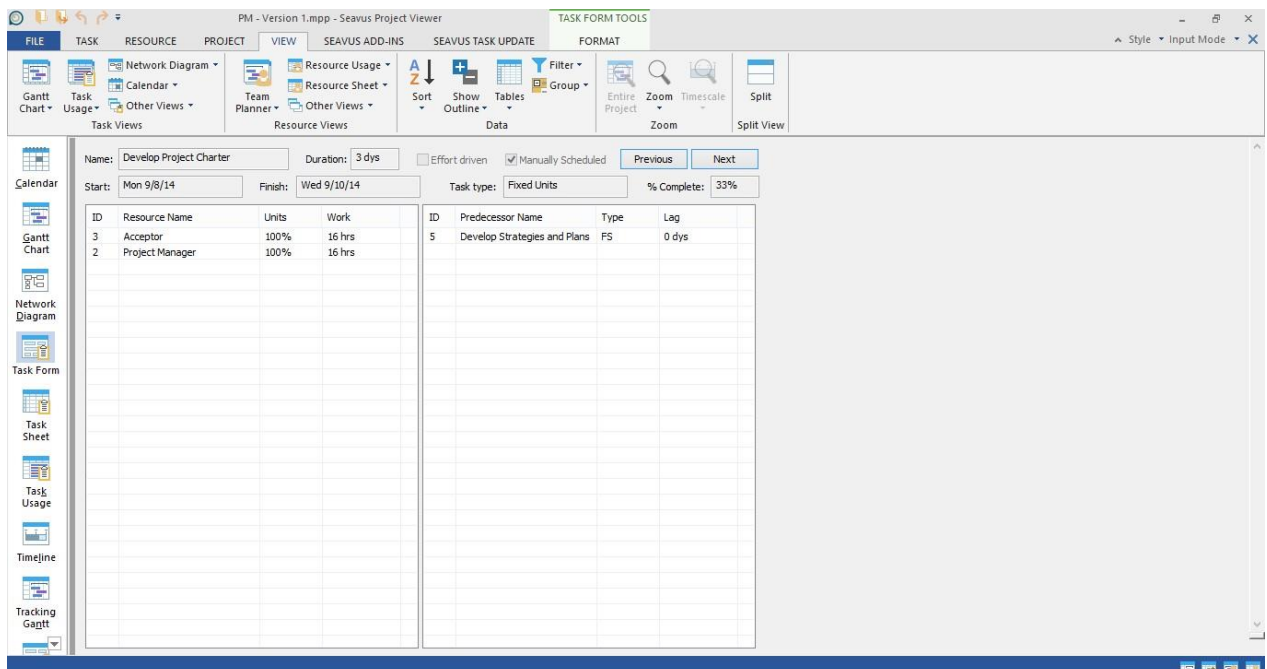 PM - Version 1.mpp - Seavus Project Viewer TASK FORM TOOLS
FILE TASK RESOURCE PROJECT VIEW SEAVUS ADD-INS SEAVUS TASK UPDATE FORMAT Style Input Mode
Gantt Chart
Task Usage
Network Diagram
Calendar
Other Views
Task Views
Team Planner
Resource Usage
Resource Sheet
Other Views
Resource Views
A Z
Sort
Show Outline
Tables
Filter
Group
Data
Entire Project
Zoom
Timescale
Zoom
Split
Split View
Calendar
Gantt
Chart
Network
Diagram
Task Form
Task
Sheet
Task
Usage
Timeline
Tracking
Gantt
Name: Develop Project Charter Duration: 3 dys Effort driven Manually Scheduled Previous Next
Start: Mon 9/8/14 Finish: Wed 9/10/14 Task type: Fixed Units % Complete: 33%
ID Resource Name Units Work
3 Acceptor 100% 16 hrs
2 Project Manager 100% 16 hrs
ID Predecessor Name Type Lag
5 Develop Strategies and Plans FS 0 dys